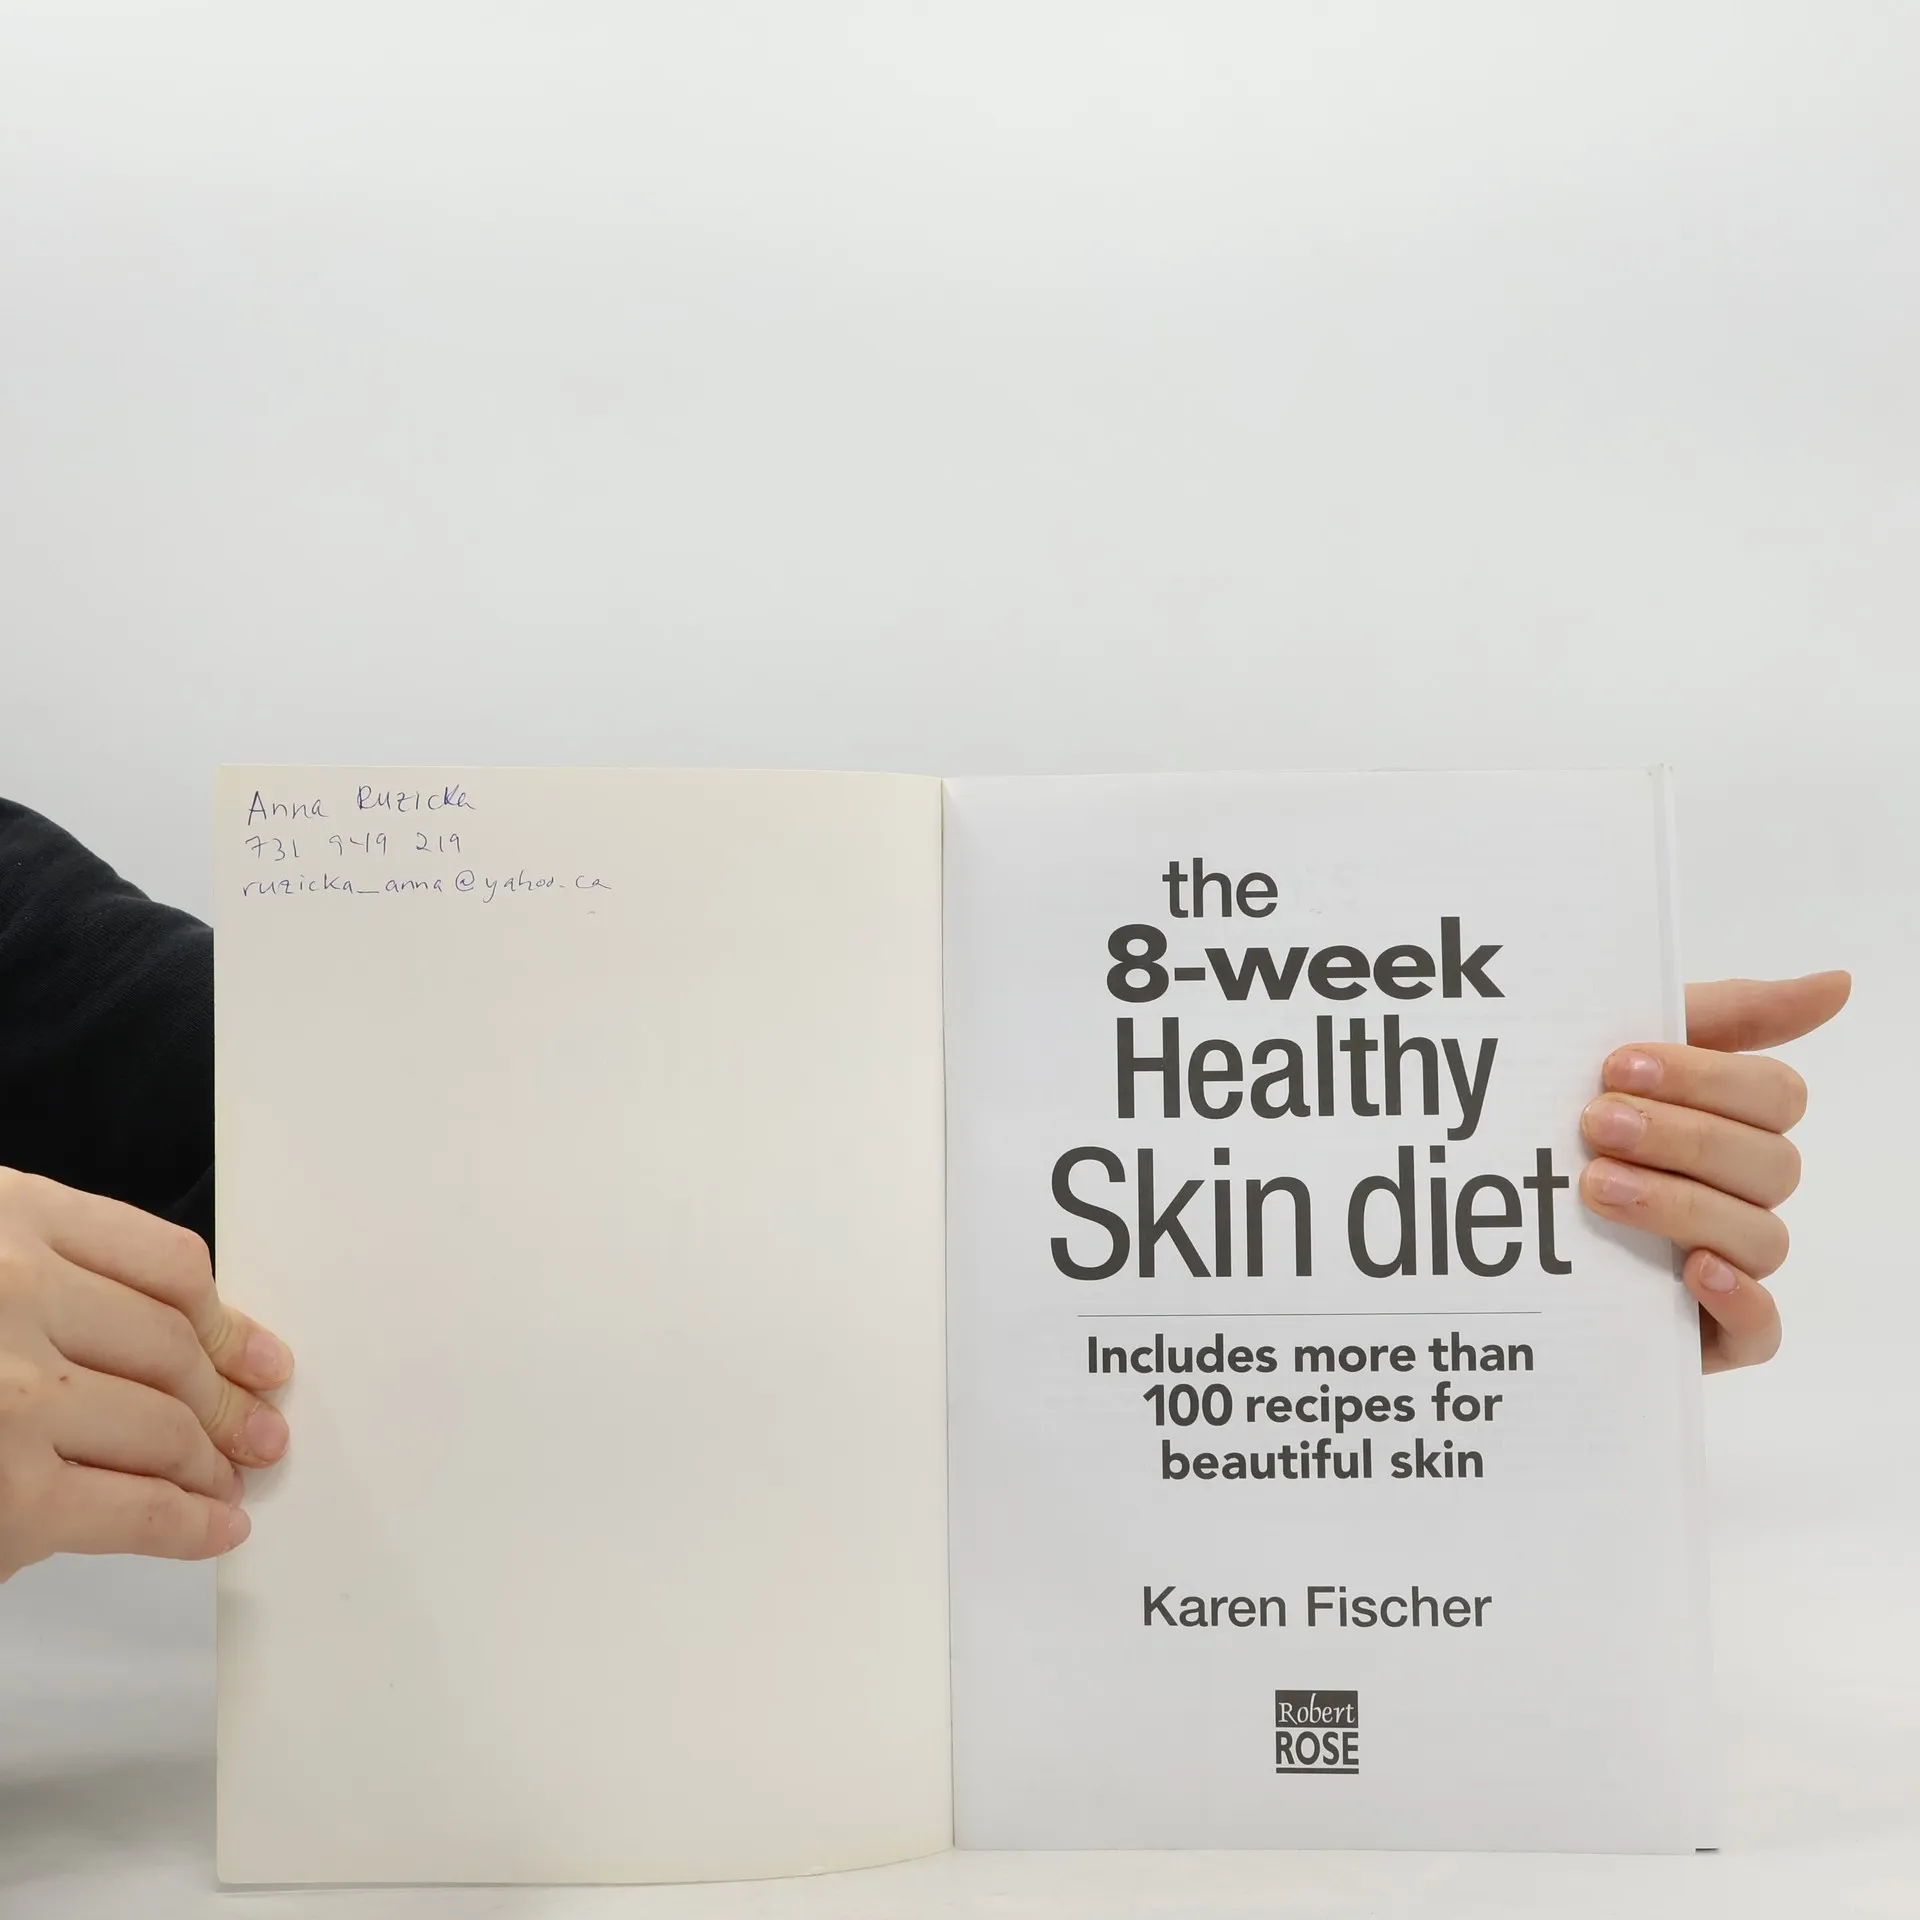 Anna Ruzicka
731 949 219
ruzicka_anna@yahoo.ca
the
8-week
Healthy
Skin diet
Includes more than
100 recipes for
beautiful skin
Karen Fischer
Robert
ROSE